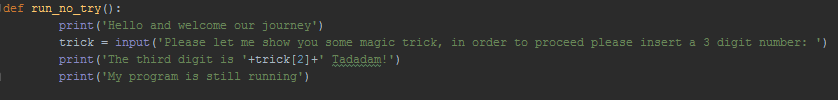 def run_no_try():
    print('Hello and welcome our journey')
    trick = input('Please let me show you some magic trick, in order to proceed please insert a 3 digit number: ')
    print('The third digit is '+trick[2]+' Tadadam!')
    print('My program is still running')